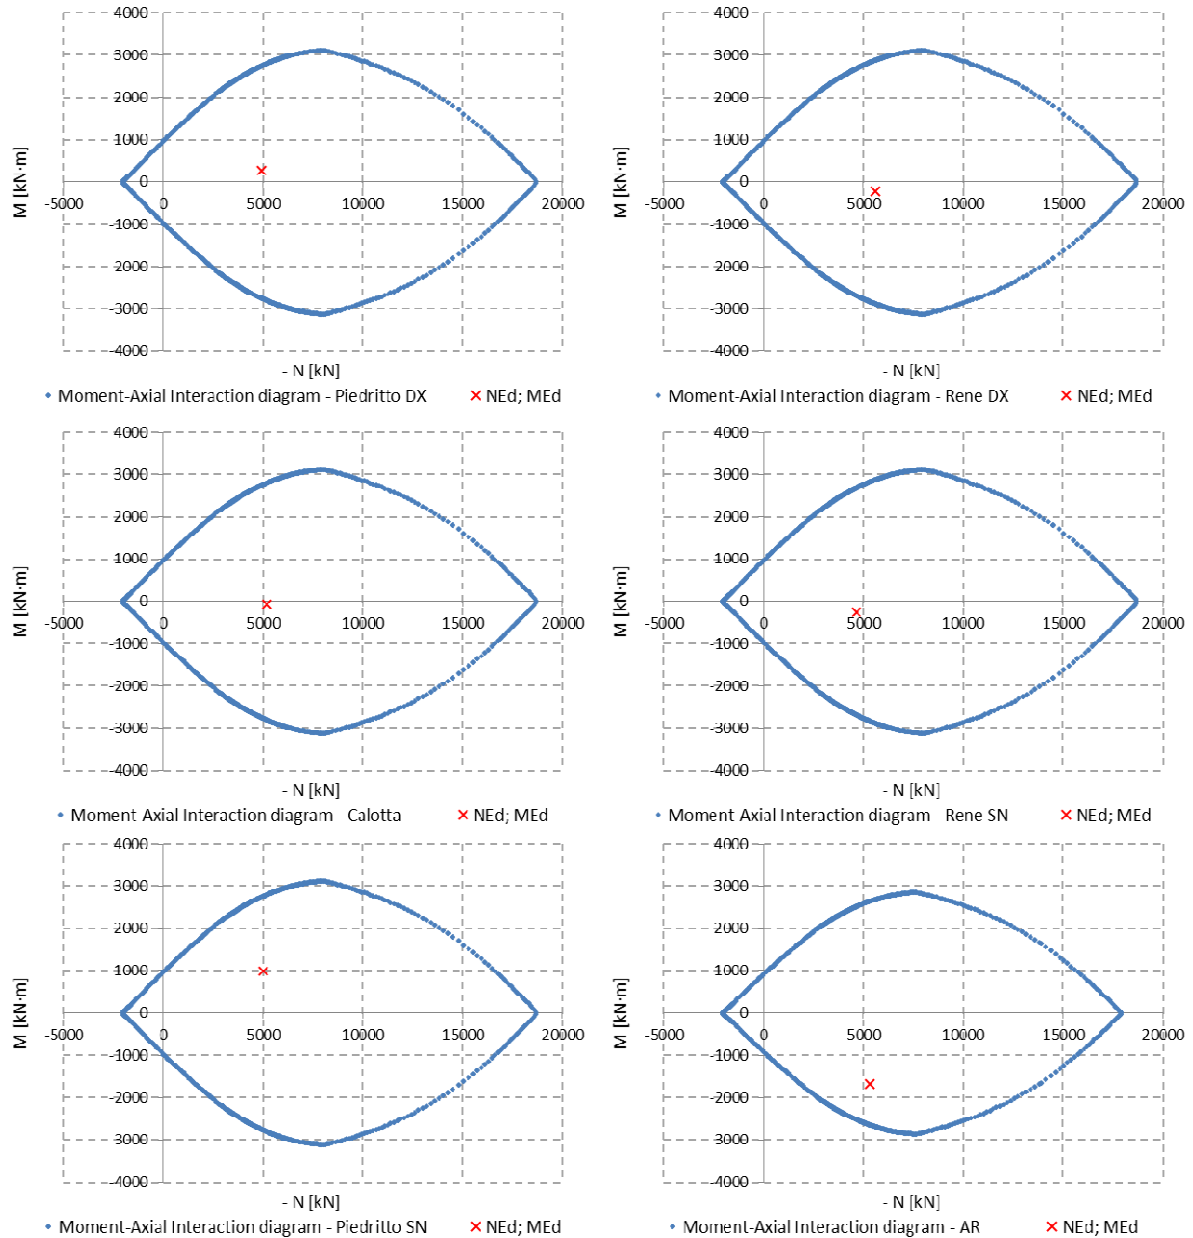 4000 4000
3000 3000
2000 2000
1000 1000
0 0
-5000 0 5000 10000 15000 20000 -5000 0 5000 10000 15000 20000
-1000 -1000
-2000 -2000
-3000 -3000
-4000 -4000
M [kN·m] M [kN·m]
- N [kN] - N [kN]
Moment-Axial Interaction diagram - Piedritto DX × NEd; MEd Moment-Axial Interaction diagram - Rene DX × NEd; MEd
4000 4000
3000 3000
2000 2000
1000 1000
0 0
-5000 0 5000 10000 15000 20000 -5000 0 5000 10000 15000 20000
-1000 -1000
-2000 -2000
-3000 -3000
-4000 -4000
M [kN·m] M [kN·m]
- N [kN] - N [kN]
Moment Axial Interaction diagram Calotta × NEd; MEd Moment Axial Interaction diagram Rene SN × NEd; MEd
4000 4000
3000 3000
2000 2000
1000 1000
0 0
-5000 0 5000 10000 15000 20000 -5000 0 5000 10000 15000 20000
-1000 -1000
-2000 -2000
-3000 -3000
-4000 -4000
M [kN·m] M [kN·m]
- N [kN] - N [kN]
Moment-Axial Interaction diagram - Piedritto SN × NEd; MEd Moment-Axial Interaction diagram - AR × NEd; MEd